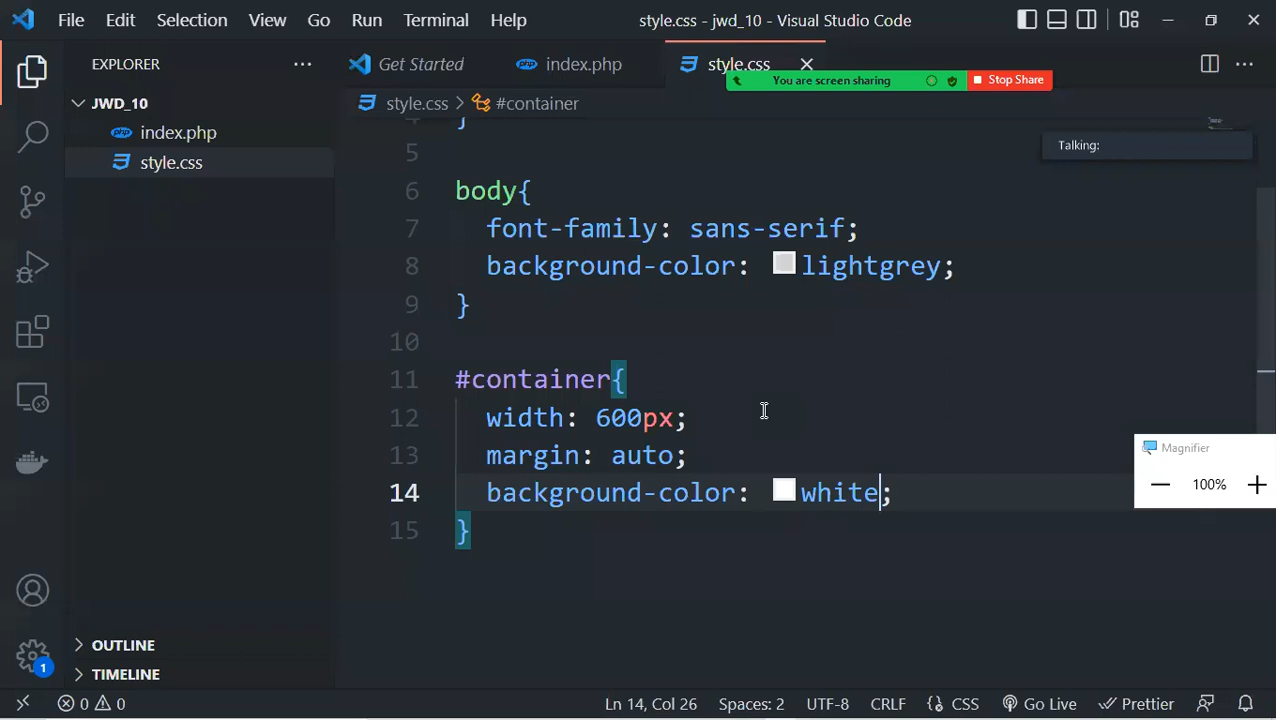 File Edit Selection View Go Run Terminal Help style.css - jwd_10 - Visual Studio Code
EXPLORER
Get Started index.php style.css
You are screen sharing Stop Share
JWD_10
style.css > #container
index.php
Talking:
style.css
4 }
5
6 body{
7 font-family: sans-serif;
8 background-color: lightgrey;
9 }
10
11 #container{
12 width: 600px;
13 margin: auto;
14 background-color: white;
15 }
Magnifier
100%
OUTLINE
TIMELINE
1
0 0 Ln 14, Col 26 Spaces: 2 UTF-8 CRLF CSS Go Live Prettier